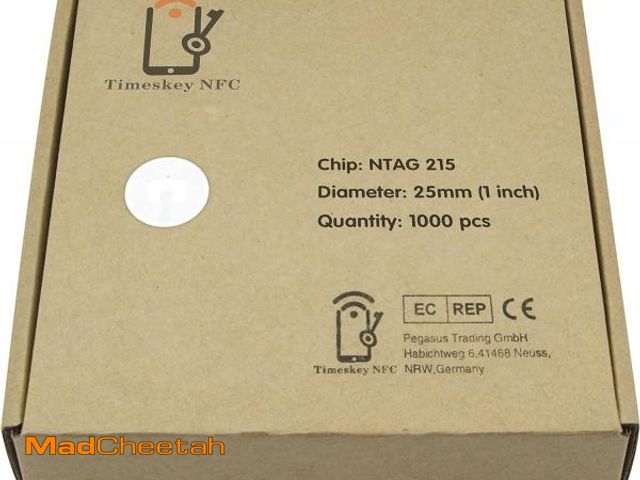 Timeskey NFC
Chip: NTAG 215
Diameter: 25mm (1 inch)
Quantity: 1000 pcs
EC REP CE
Pegasus Trading GmbH
Habichtweg 6,41468 Neuss,
NRW,Germany
Timeskey NFC
MadCheetah